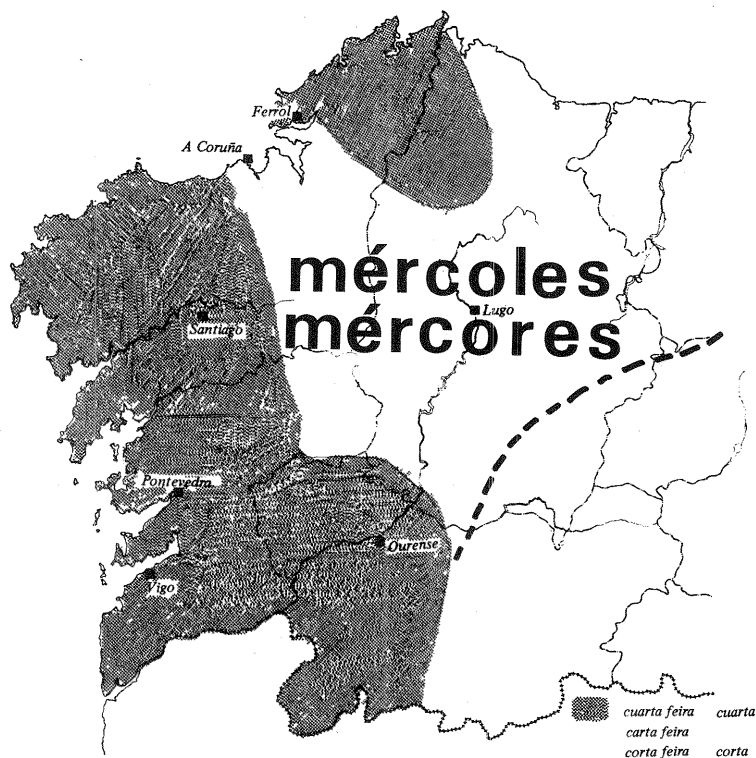 Ferrol
A Coruña
mércoles
Lugo
Santiago
mércores
Pontevedra
Ourense
Vigo
cuarta feira cuarta
carta feira
corta feira corta